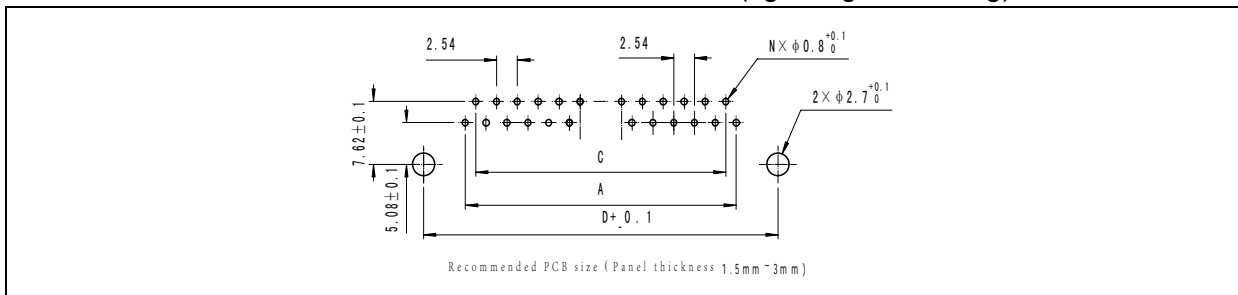 2.54
2.54
N×φ0.8 +0.1 0
2×φ2.7 +0.1 0
7.62±0.1
5.08±0.1
C
A
D±0.1
Recommended PCB size (Panel thickness 1.5mm~3mm)